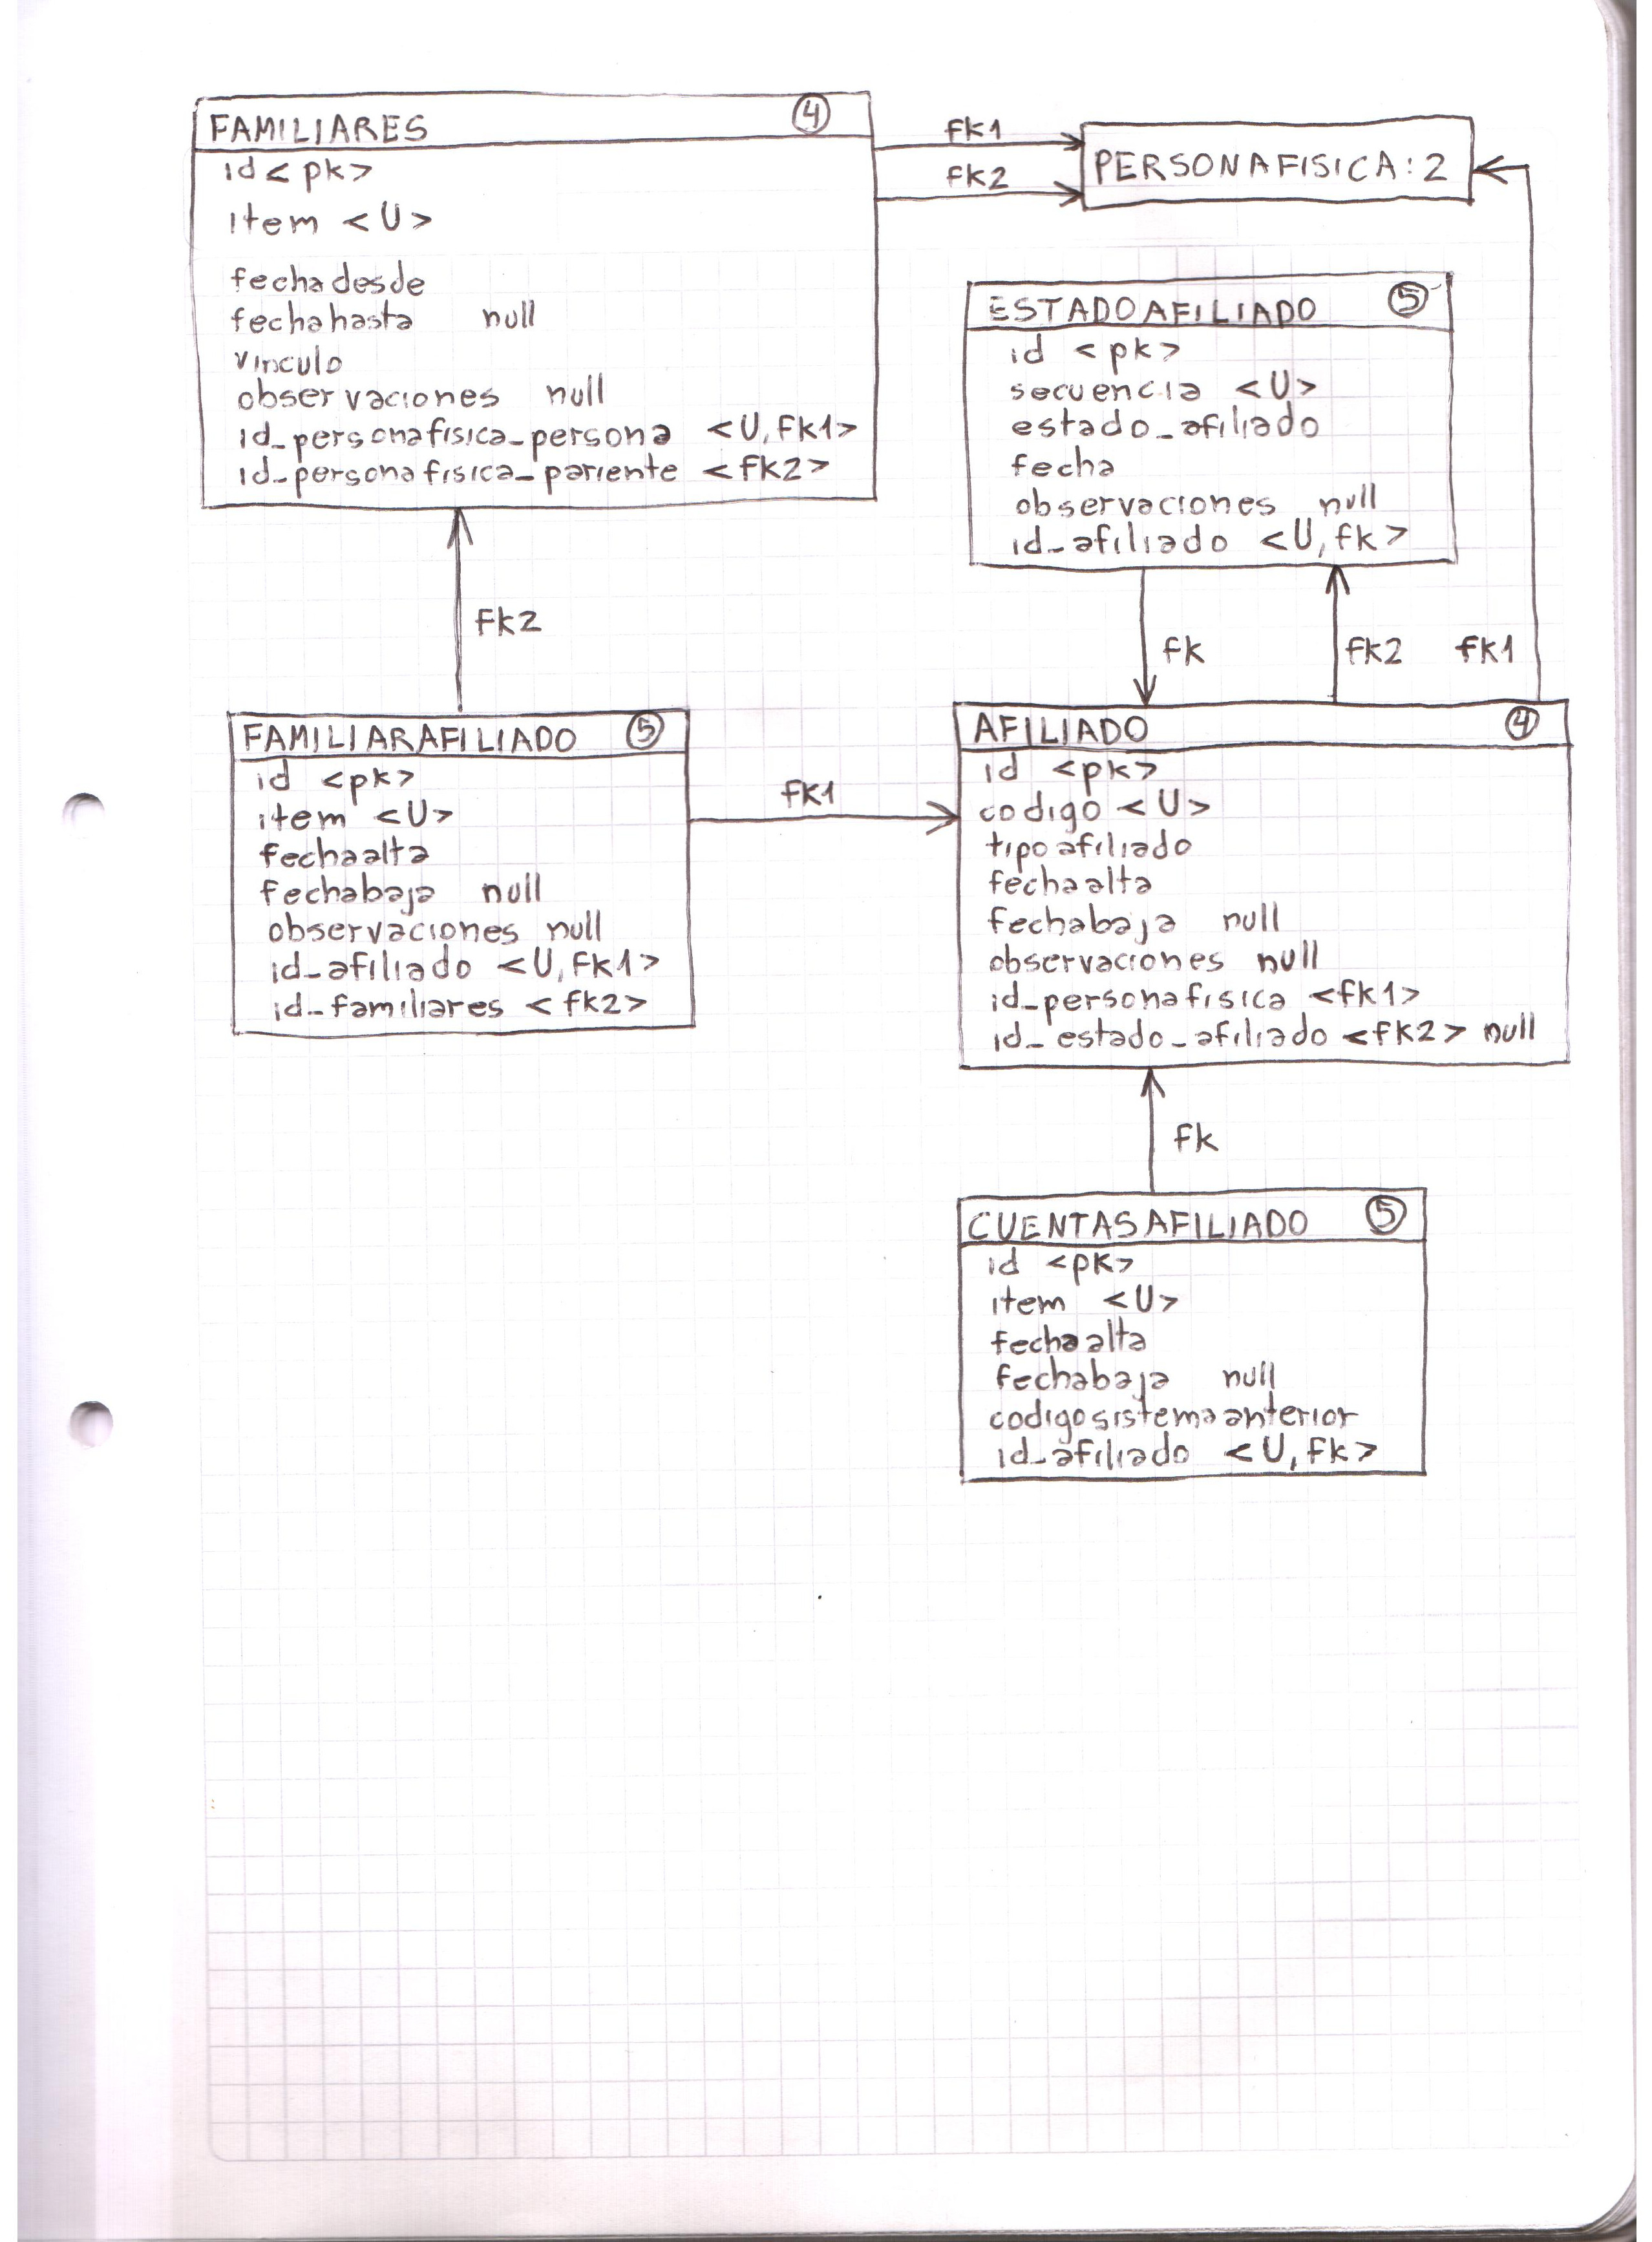 FAMILIARES 4
id <pk>
item <U>
fechadesde
fechahasta null
vinculo
observaciones null
id_personafisica_persona <U,fk1>
id_personafisica_pariente <fk2>
fk1
fk2
PERSONAFISICA:2
ESTADOAFILIADO 5
id <pk>
secuencia <U>
estado_afiliado
fecha
observaciones null
id_afiliado <U,fk>
fk2
fk
fk2
fk1
FAMILIARAFILIADO 5
id <pk>
item <U>
fechaalta
fechabaja null
observaciones null
id_afiliado <U,fk1>
id_familiares <fk2>
fk1
AFILIADO 4
id <pk>
codigo <U>
tipoafiliado
fechaalta
fechabaja null
observaciones null
id_personafisica <fk1>
id_estado_afiliado <fk2> null
fk
CUENTASAFILIADO 5
id <pk>
item <U>
fechaalta
fechabaja null
codigosistemaanterior
id_afiliado <U,fk>